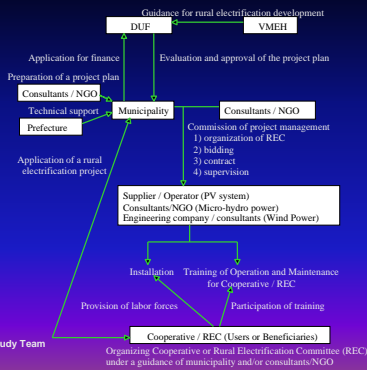 Guidance for rural electrification development
DUF
VMEH
Application for finance
Evaluation and approval of the project plan
Preparation of a project plan
Consultants / NGO
Technical support
Municipality
Consultants / NGO
Prefecture
Commission of project management
1) organization of REC
2) bidding
3) contract
4) supervision
Application of a rural
electrification project
Supplier / Operator (PV system)
Consultants/NGO (Micro-hydro power)
Engineering company / consultants (Wind Power)
Installation
Training of Operation and Maintenance
for Cooperative / REC
Provision of labor forces
Participation of training
Cooperative / REC (Users or Beneficiaries)
udy Team
Organizing Cooperative or Rural Electrification Committee (REC)
under a guidance of municipality and/or consultants/NGO